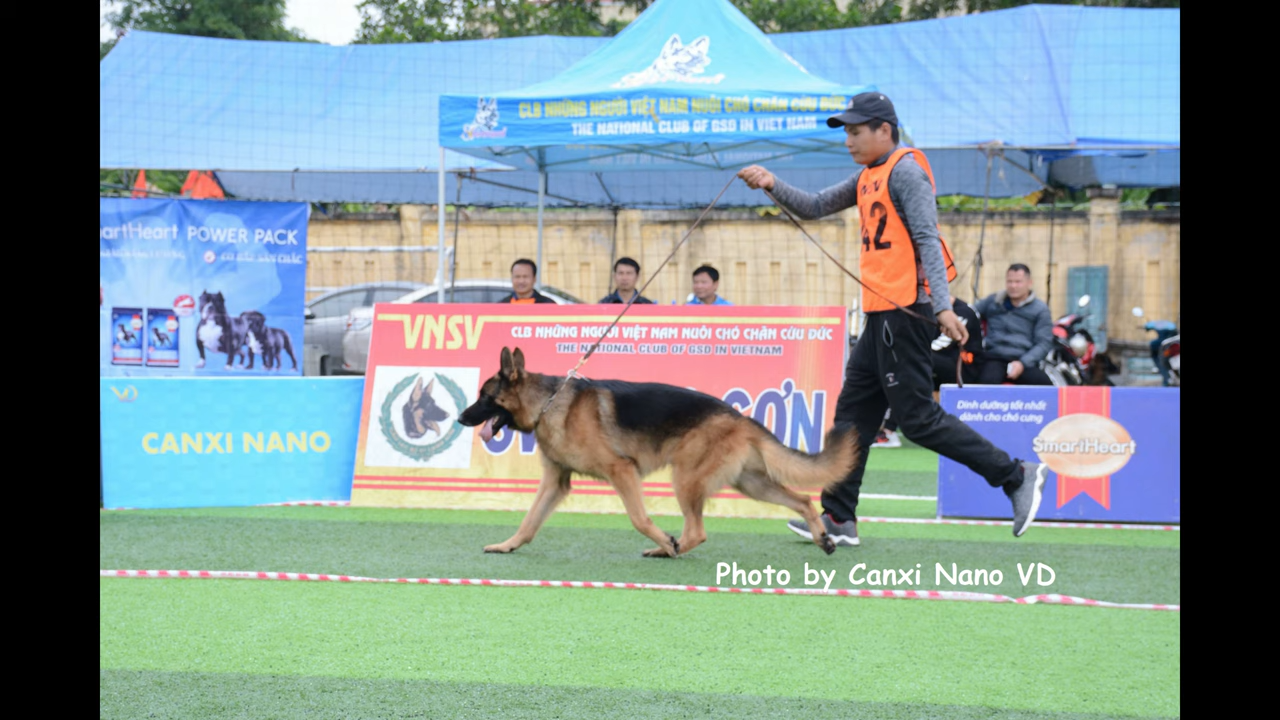 CLB NHỮNG NGƯỜI VIỆT NAM NUÔI CHÓ CHĂN CỪU ĐỨC
THE NATIONAL CLUB OF GSD IN VIET NAM
artHeart POWER PACK
42
VNSV
CLB NHỮNG NGƯỜI VIỆT NAM NUÔI CHÓ CHĂN CỪU ĐỨC
THE NATIONAL CLUB OF GSD IN VIETNAM
CANXI NANO
SƠN
Dinh dưỡng tốt nhất
dành cho chó cưng
SmartHeart
Photo by Canxi Nano VD